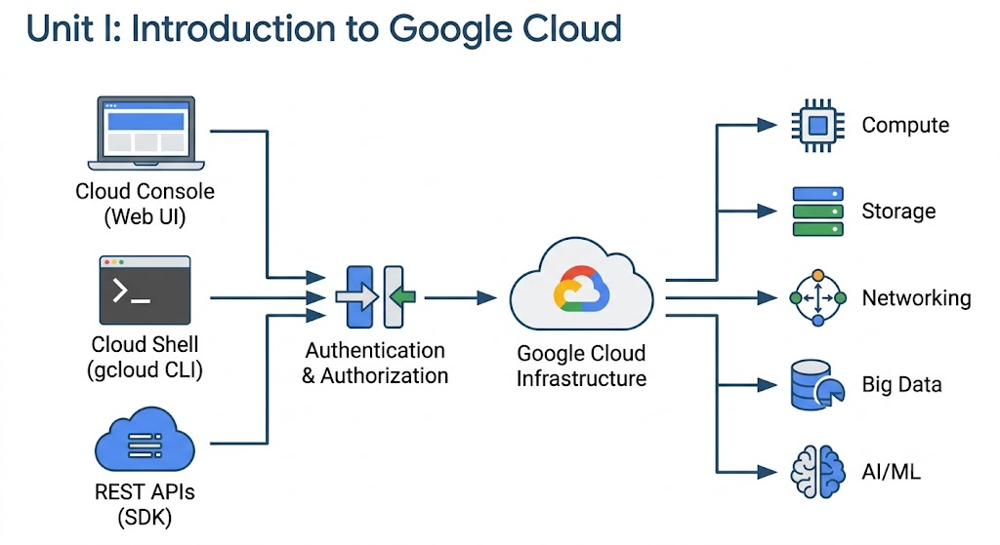 Unit I: Introduction to Google Cloud
Cloud Console
(Web UI)
Cloud Shell
(gcloud CLI)
REST APIs
(SDK)
Authentication
& Authorization
Google Cloud
Infrastructure
Compute
Storage
Networking
Big Data
AI/ML